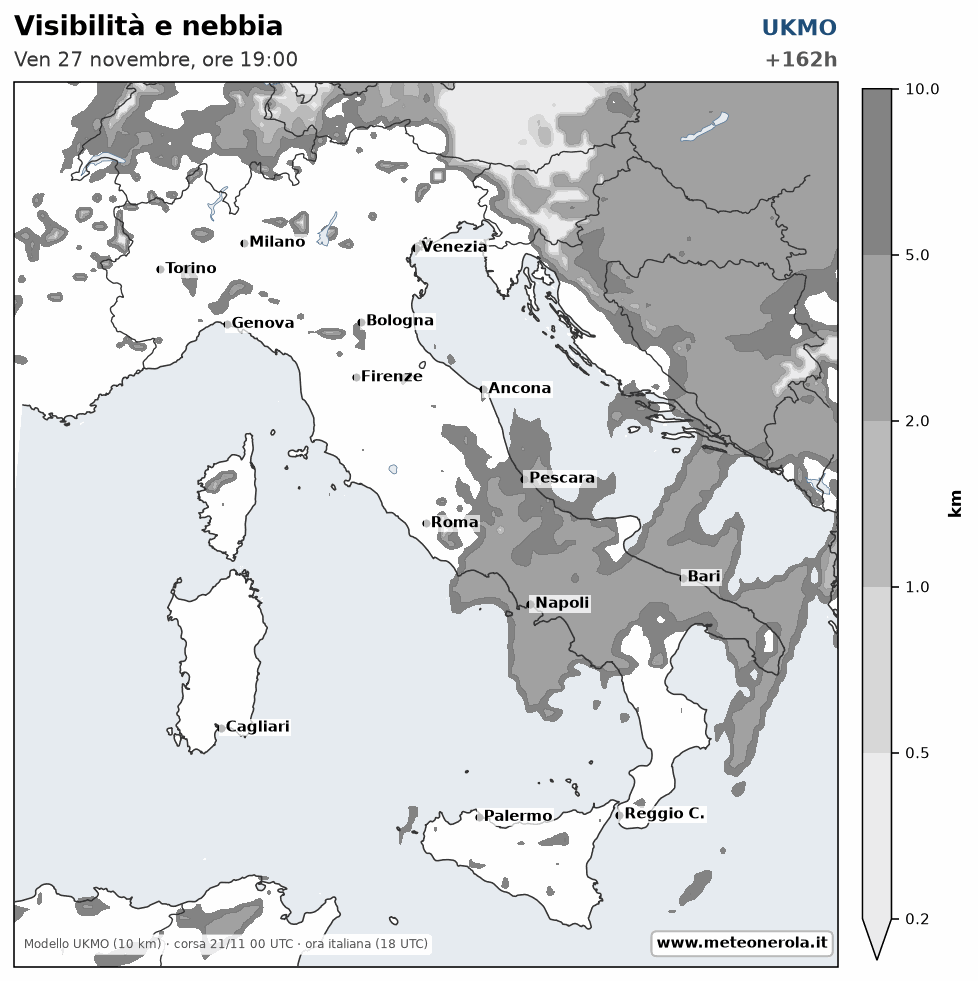 Visibilità e nebbia
UKMO
Ven 27 novembre, ore 19:00
+162h
10.0
5.0
2.0
1.0
0.5
0.2
km
Milano
Venezia
Torino
Genova
Bologna
Firenze
Ancona
Pescara
Roma
Bari
Napoli
Cagliari
Palermo
Reggio C.
Modello UKMO (10 km) · corsa 21/11 00 UTC · ora italiana (18 UTC)
www.meteonerola.it